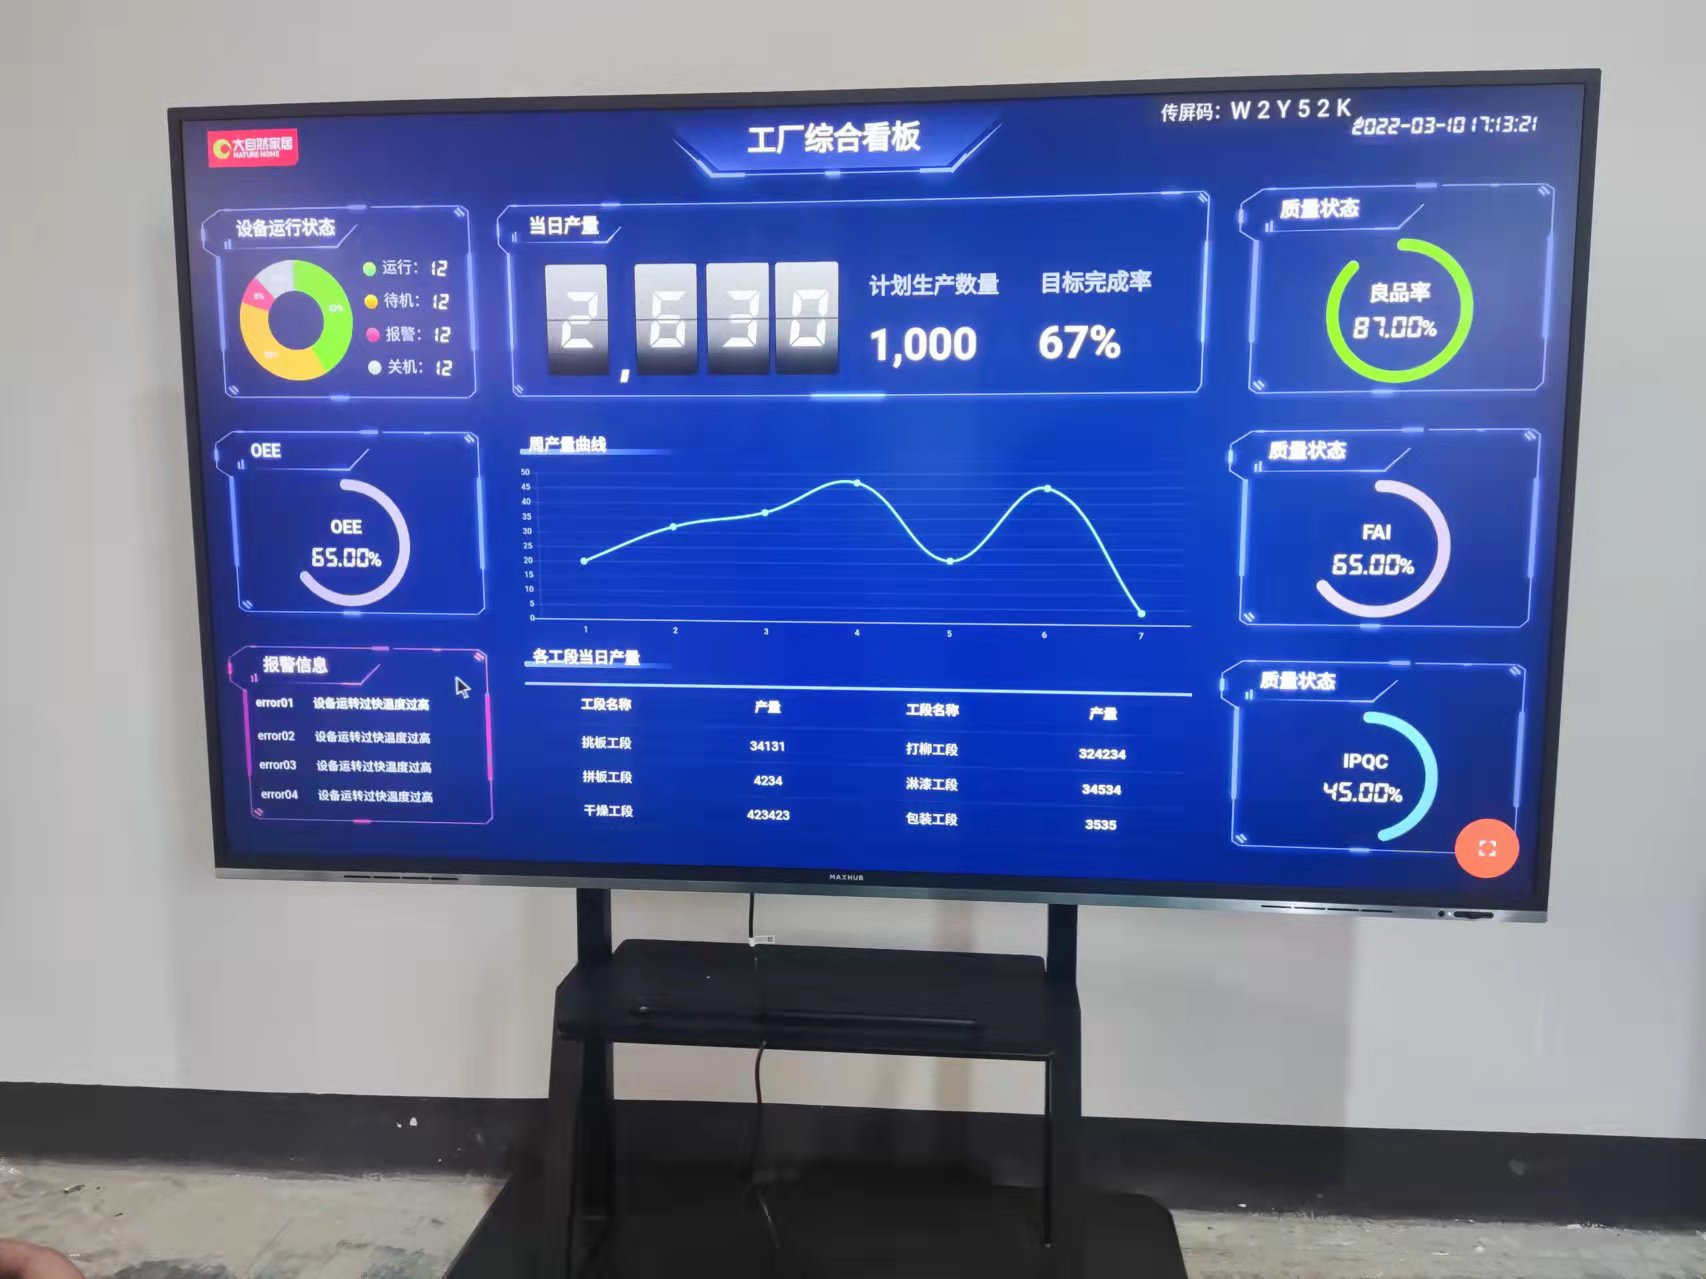 传屏码：W2Y52K
2022-03-10 17:13:21
大自然家居
NATURE HOME
工厂综合看板
设备运行状态
运行：12
待机：12
报警：12
关机：12
8%
当日产量
2,630
计划生产数量
1,000
目标完成率
67%
质量状态
良品率
87.00%
OEE
OEE
65.00%
周产量曲线
50
45
40
35
30
25
20
15
10
5
0
1 2 3 4 5 6 7
质量状态
FAI
65.00%
报警信息
error01 设备运转过快温度过高
error02 设备运转过快温度过高
error03 设备运转过快温度过高
error04 设备运转过快温度过高
各工段当日产量
工段名称 产量 工段名称 产量
挑板工段 34131 打柳工段 324234
拼板工段 4234 淋漆工段 34534
干燥工段 423423 包装工段 3535
质量状态
IPQC
45.00%
MAXHUB